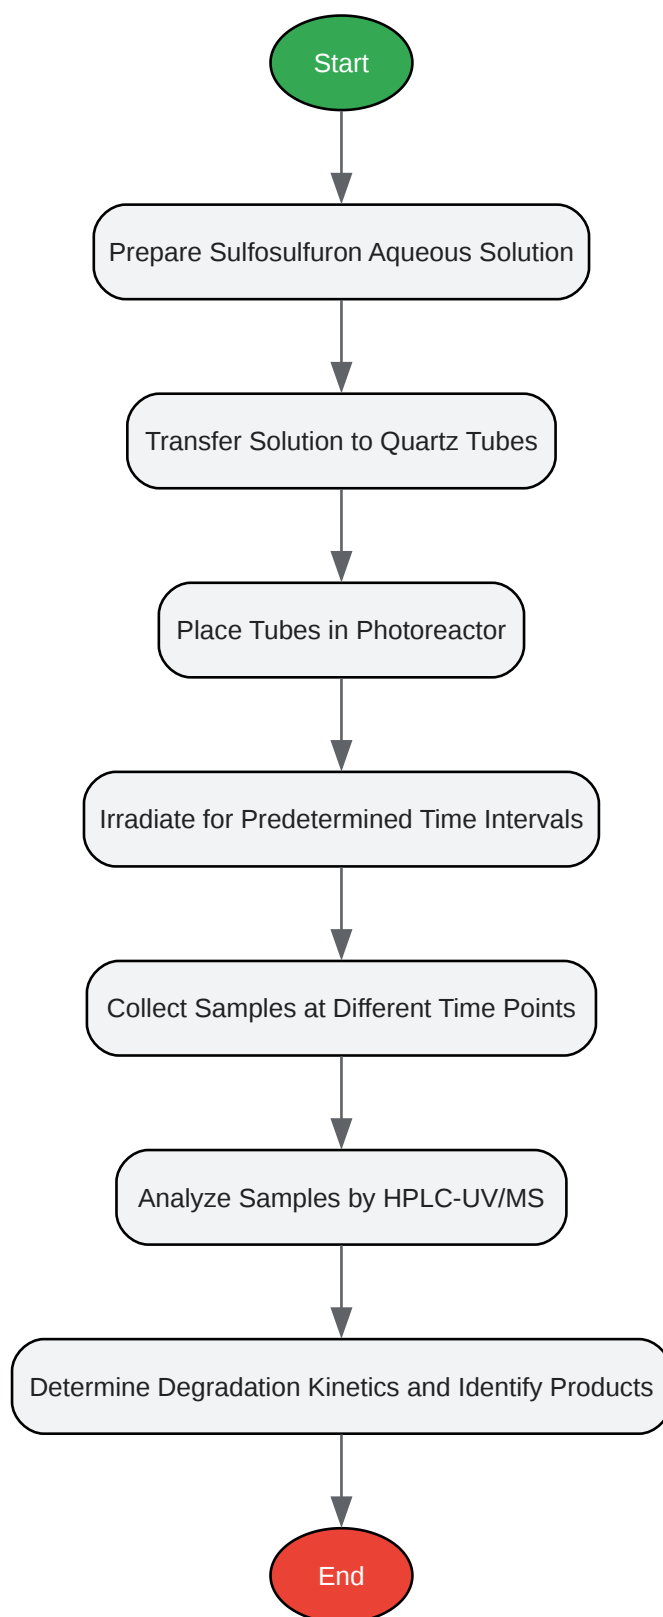 Start
Prepare Sulfosulfuron Aqueous Solution
Transfer Solution to Quartz Tubes
Place Tubes in Photoreactor
Irradiate for Predetermined Time Intervals
Collect Samples at Different Time Points
Analyze Samples by HPLC-UV/MS
Determine Degradation Kinetics and Identify Products
End